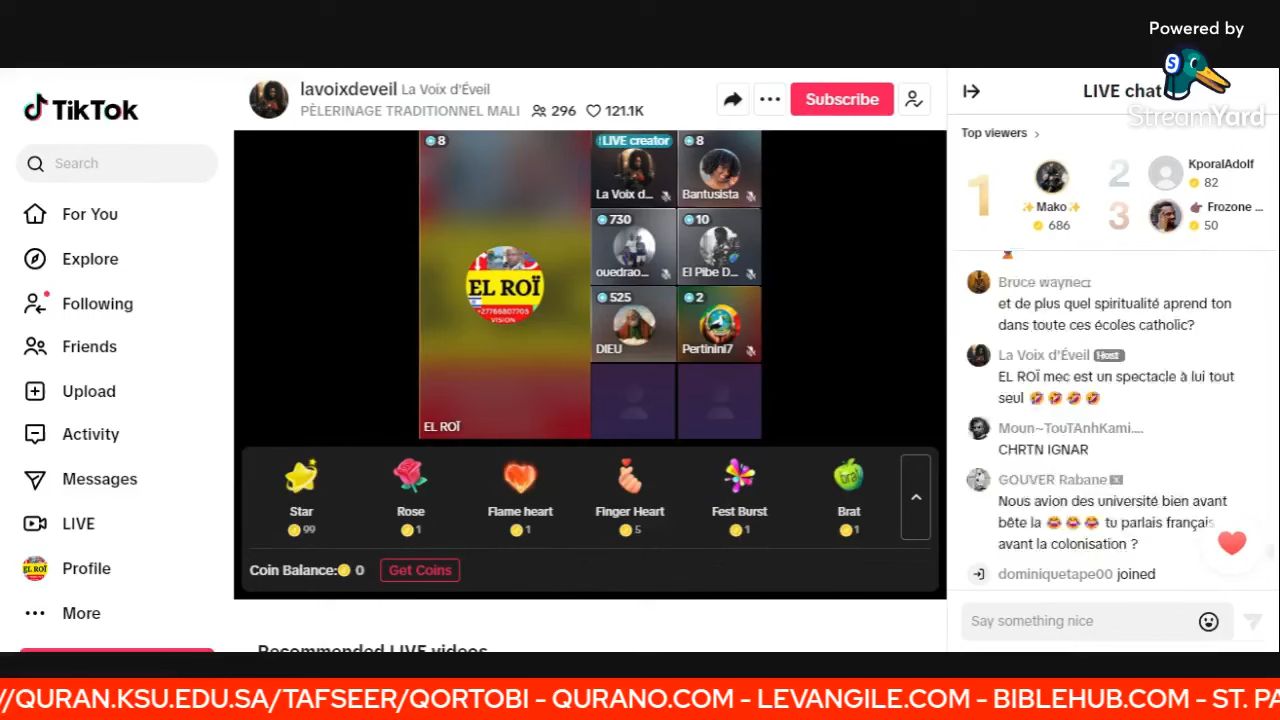 Powered by
StreamYard
TikTok
Search
For You
Explore
Following
Friends
Upload
Activity
Messages
LIVE
Profile
More
lavoixdeveil La Voix d'Éveil
PÈLERINAGE TRADITIONNEL MALI 296 121.1K
Subscribe
8
EL ROÏ
+27766807703
VISION
EL ROÏ
LIVE creator
La Voix d...
8
Bantusista
730
ouedrao...
10
El Pibe D...
525
DIEU
2
Pertinini7
Star
99
Rose
1
Flame heart
1
Finger Heart
5
Fest Burst
1
Brat
1
Coin Balance: 0
Get Coins
Recommended LIVE videos
LIVE chat
Top viewers
1
Mako
686
2
KporalAdolf
82
3
Frozone ...
50
Bruce wayne
et de plus quel spiritualité aprend ton
dans toute ces écoles catholic?
La Voix d'Éveil Host
EL ROÏ mec est un spectacle à lui tout
seul 🤣 🤣 🤣 🤣
Moun~TouTAnhKami....
CHRTN IGNAR
GOUVER Rabane
Nous avion des université bien avant
bête la 😂 😂 😂 tu parlais français
avant la colonisation ?
dominiquetape00 joined
Say something nice
//QURAN.KSU.EDU.SA/TAFSEER/QORTOBI - QURANO.COM - LEVANGILE.COM - BIBLEHUB.COM - ST. PA